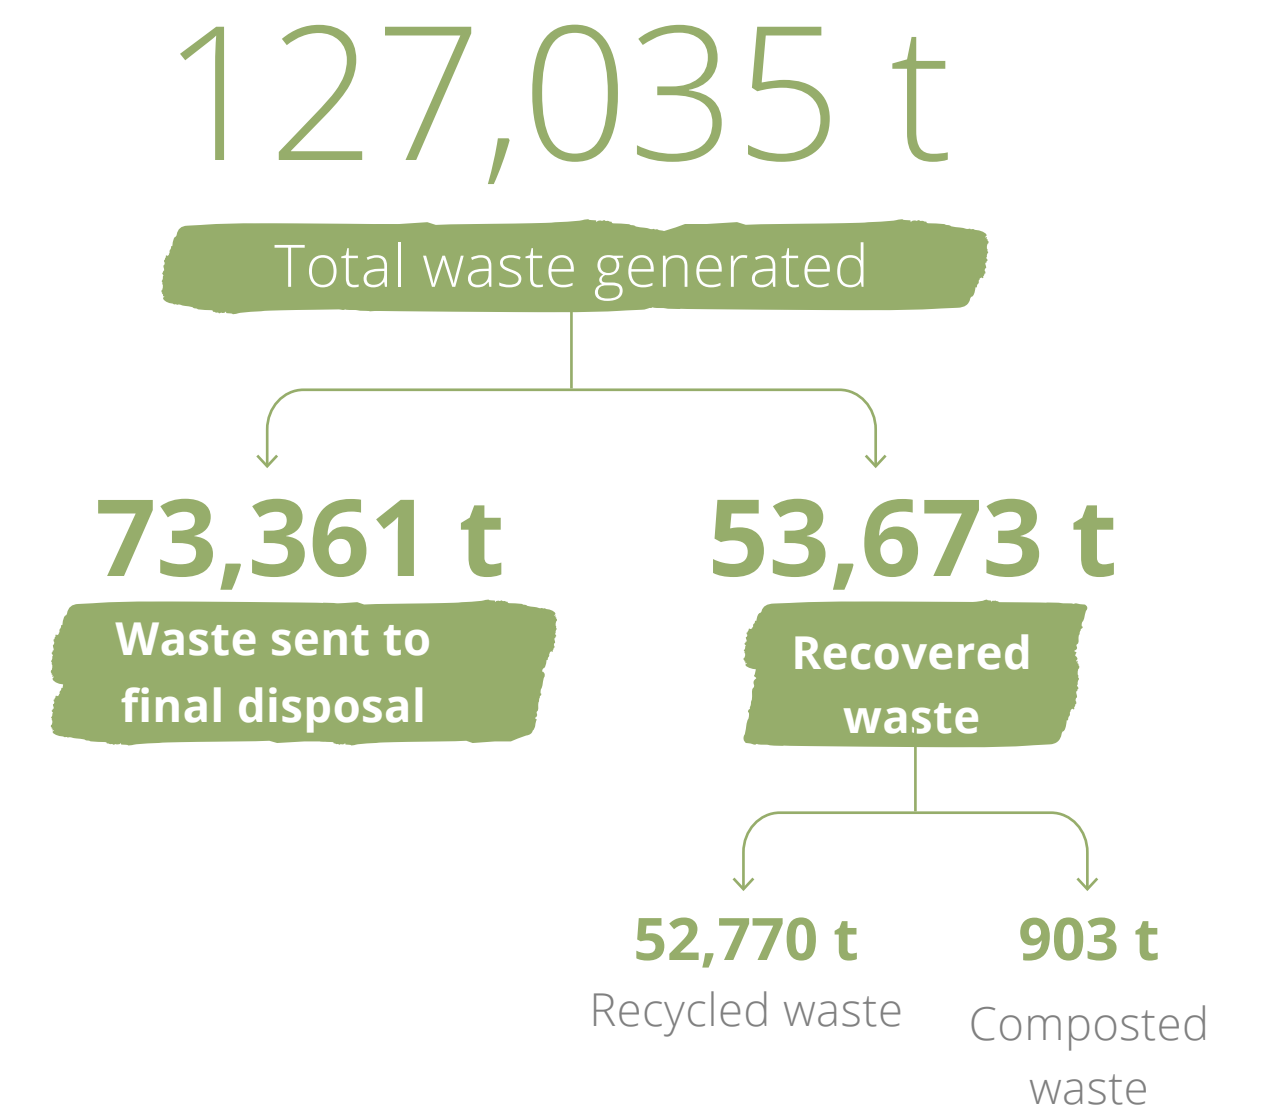 127,035 t
Total waste generated
73,361 t
Waste sent to
final disposal
53,673 t
Recovered
waste
52,770 t
Recycled waste
903 t
Composted
waste